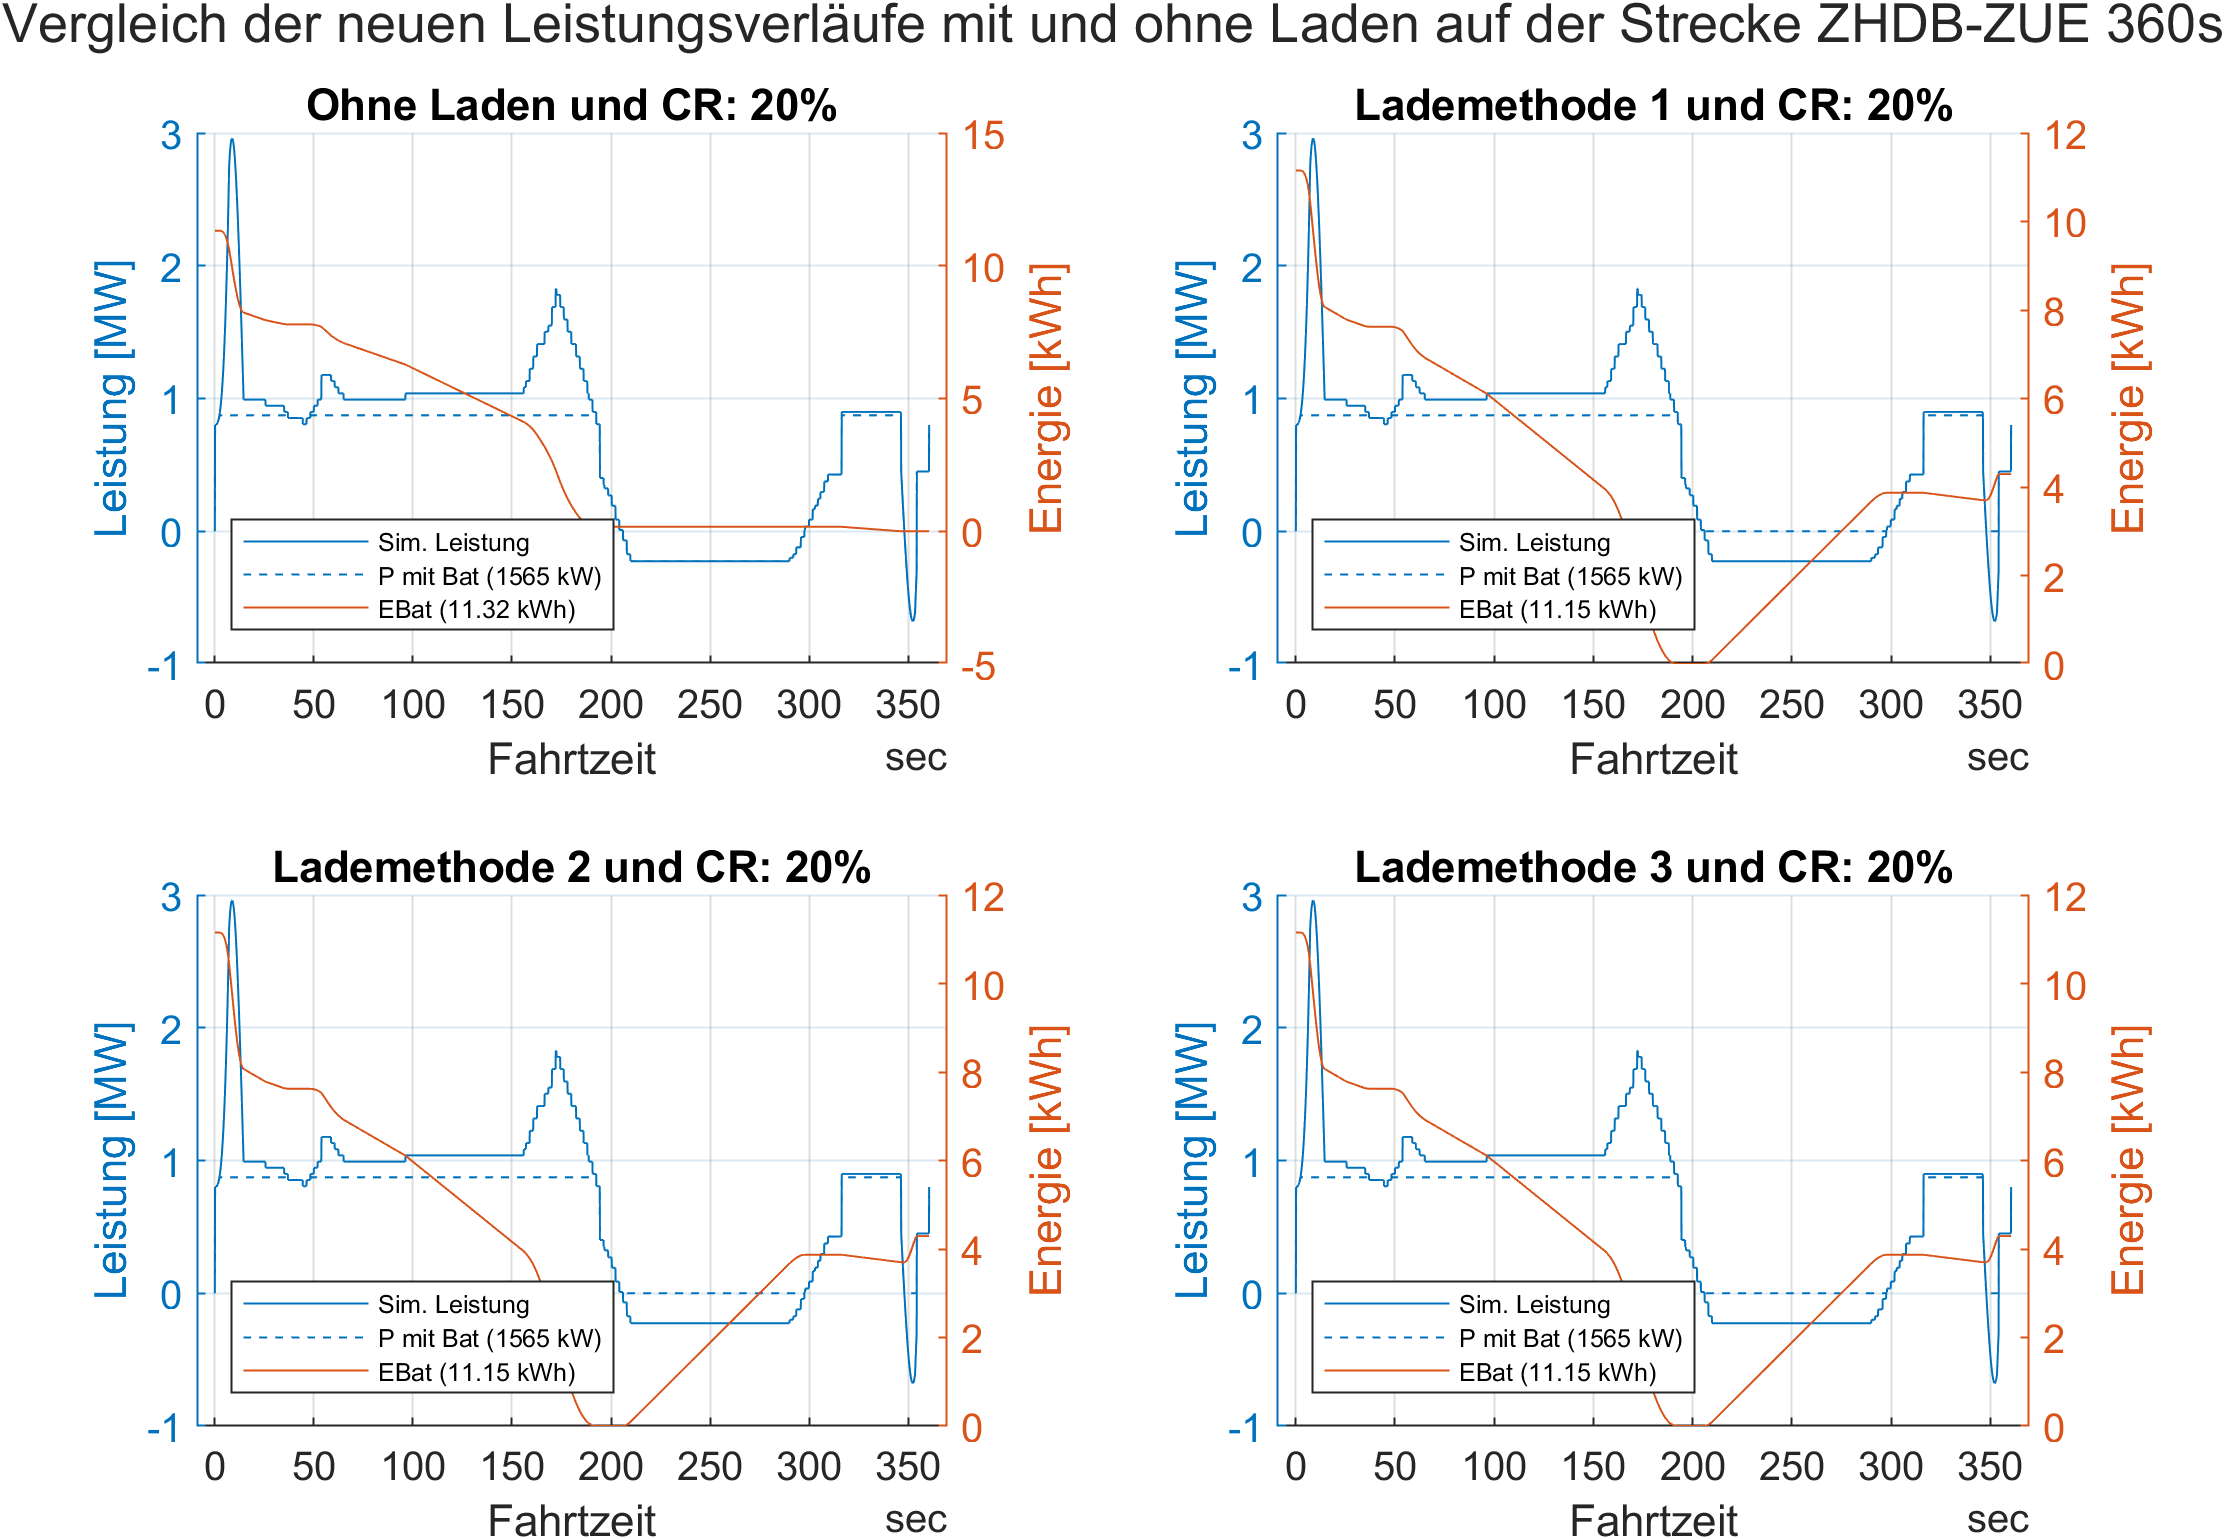 Vergleich der neuen Leistungsverläufe mit und ohne Laden auf der Strecke ZHDB-ZUE 360s
Ohne Laden und CR: 20%
3
2
1
0
-1
Leistung [MW]
15
10
5
0
-5
Energie [kWh]
Sim. Leistung
P mit Bat (1565 kW)
EBat (11.32 kWh)
0 50 100 150 200 250 300 350
Fahrtzeit
sec
Lademethode 1 und CR: 20%
3
2
1
0
-1
Leistung [MW]
12
10
8
6
4
2
0
Energie [kWh]
Sim. Leistung
P mit Bat (1565 kW)
EBat (11.15 kWh)
0 50 100 150 200 250 300 350
Fahrtzeit
sec
Lademethode 2 und CR: 20%
3
2
1
0
-1
Leistung [MW]
12
10
8
6
4
2
0
Energie [kWh]
Sim. Leistung
P mit Bat (1565 kW)
EBat (11.15 kWh)
0 50 100 150 200 250 300 350
Fahrtzeit
sec
Lademethode 3 und CR: 20%
3
2
1
0
-1
Leistung [MW]
12
10
8
6
4
2
0
Energie [kWh]
Sim. Leistung
P mit Bat (1565 kW)
EBat (11.15 kWh)
0 50 100 150 200 250 300 350
Fahrtzeit
sec